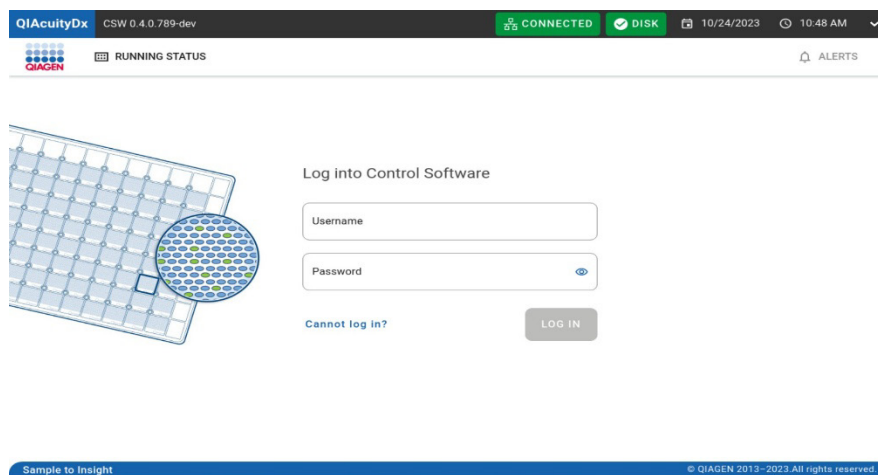 QIAcuityDx CSW 0.4.0.789-dev CONNECTED DISK 10/24/2023 10:48 AM
QIAGEN RUNNING STATUS ALERTS
Log into Control Software
Username
Password
Cannot log in? LOG IN
Sample to Insight © QIAGEN 2013–2023.All rights reserved.